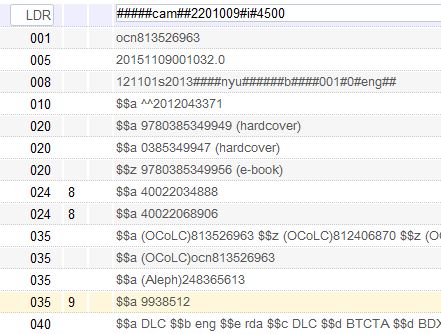 LDR #####cam##2201009#i#4500
001 ocn813526963
005 20151109001032.0
008 121101s2013####nyu######b####001#0#eng##
010 $$a ^^2012043371
020 $$a 9780385349949 (hardcover)
020 $$a 0385349947 (hardcover)
020 $$z 9780385349956 (e-book)
024 8 $$a 40022034888
024 8 $$a 40022068906
035 $$a (OCoLC)813526963 $$z (OCoLC)812406870 $$z (O
035 $$a (OCoLC)ocn813526963
035 $$a (Aleph)248365613
035 9 $$a 9938512
040 $$a DLC $$b eng $$e rda $$c DLC $$d BTCTA $$d BDX